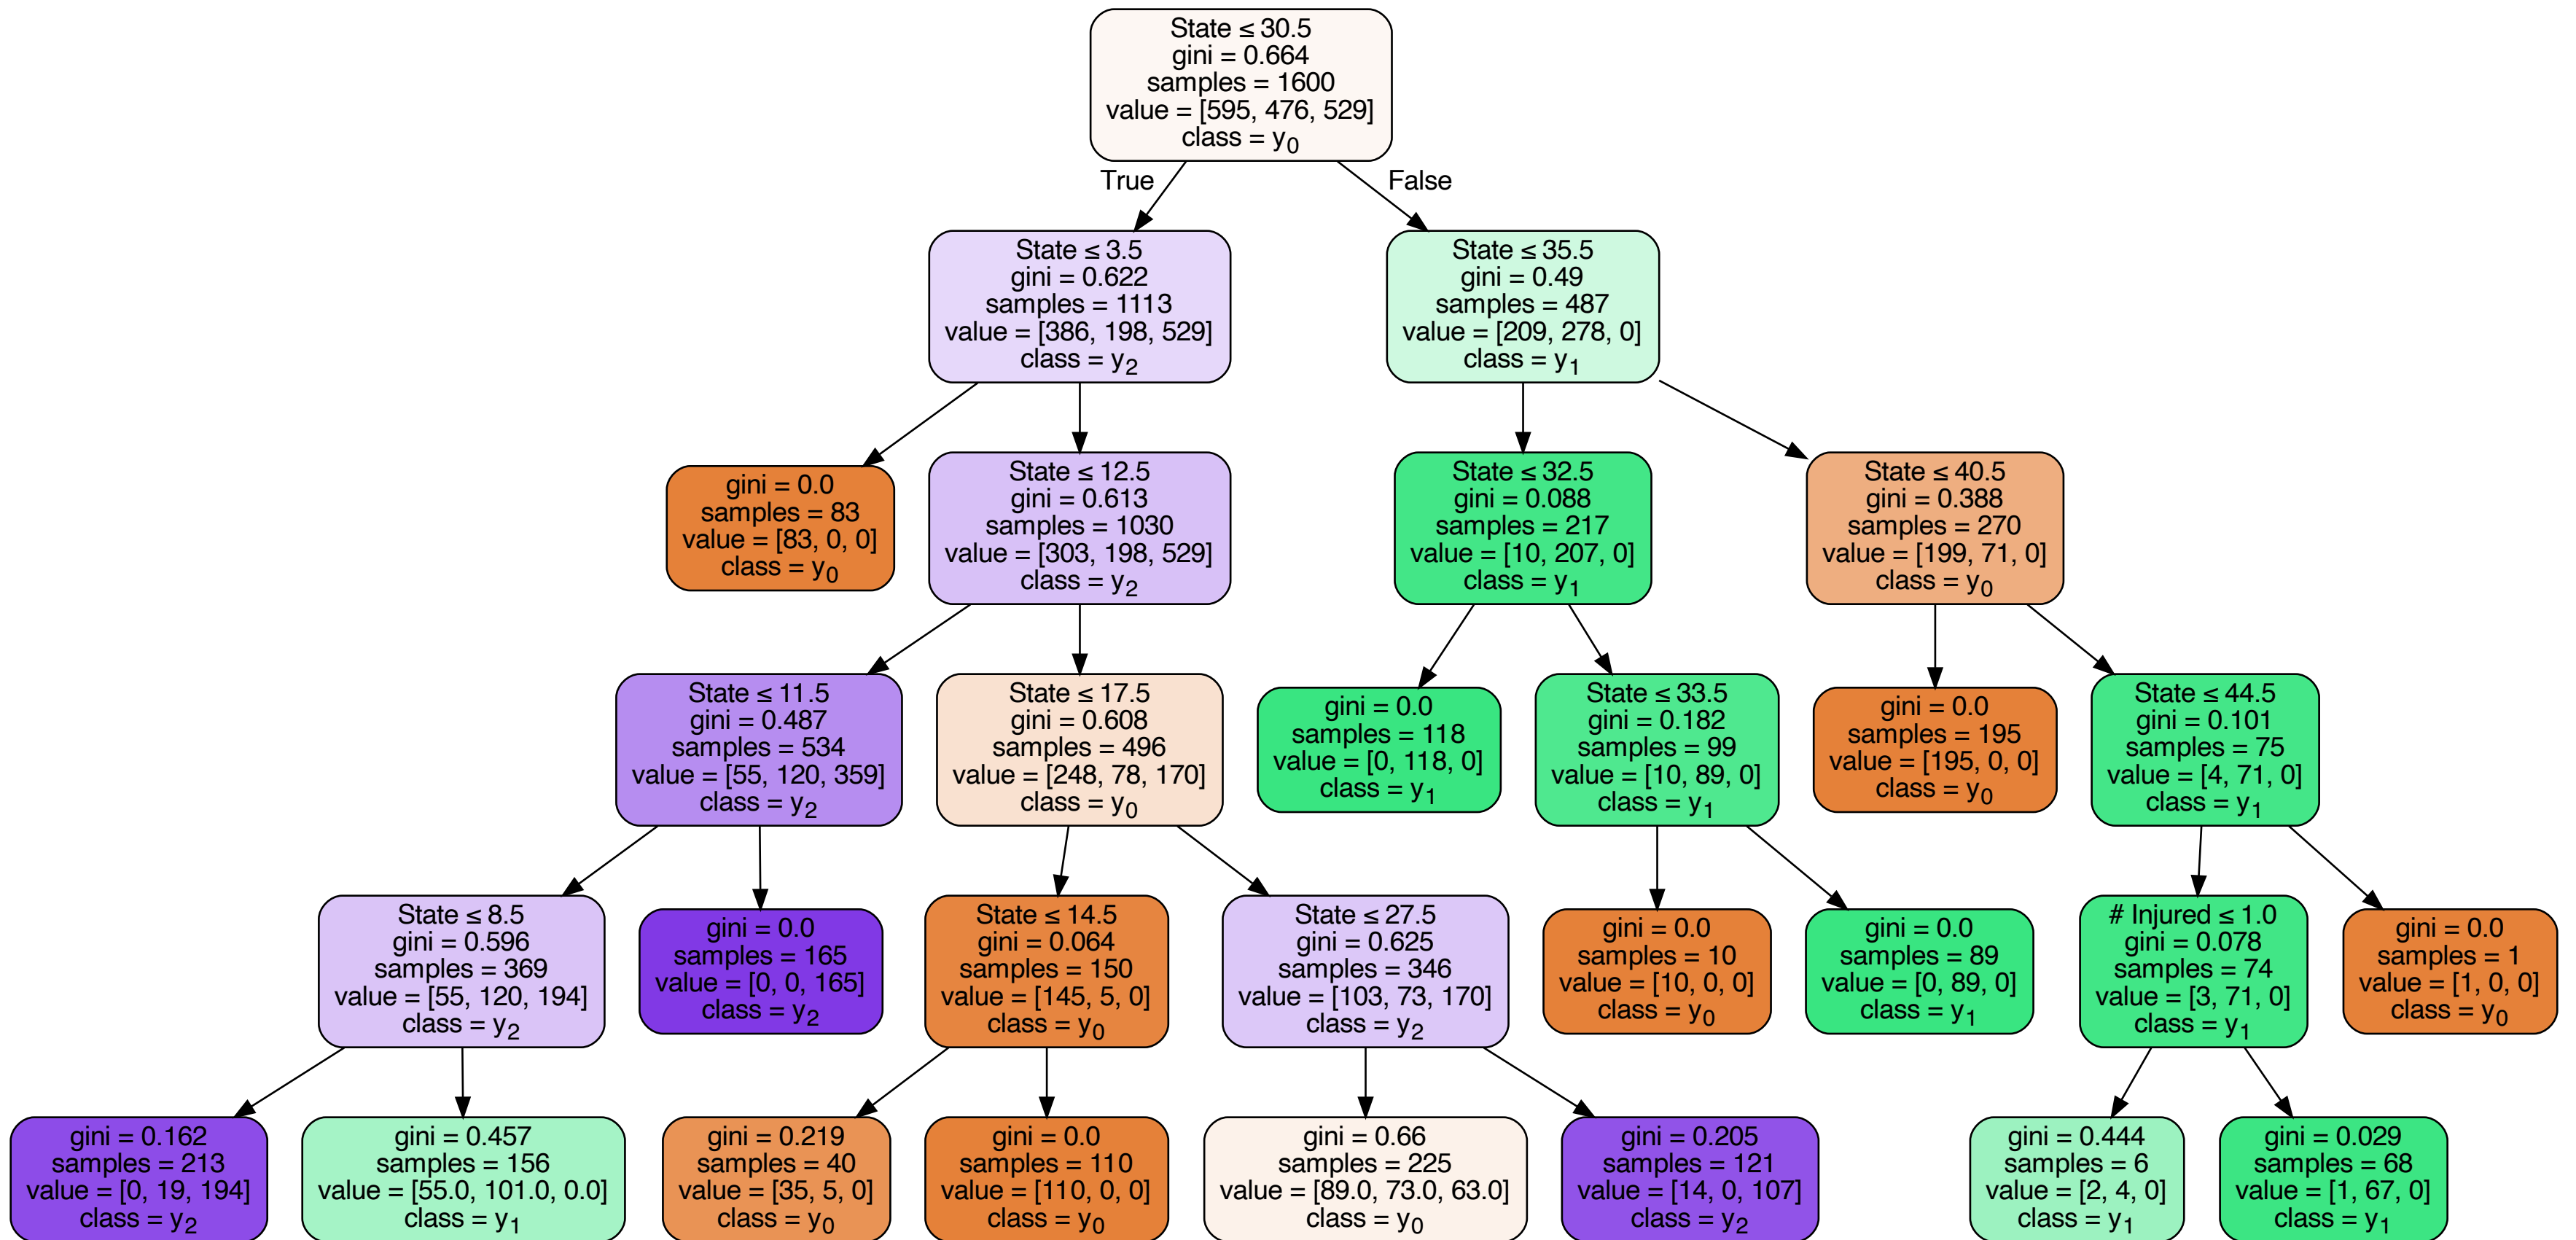 State ≤ 30.5
gini = 0.664
samples = 1600
value = [595, 476, 529]
class = y0
True
False
State ≤ 3.5
gini = 0.622
samples = 1113
value = [386, 198, 529]
class = y2
State ≤ 35.5
gini = 0.49
samples = 487
value = [209, 278, 0]
class = y1
gini = 0.0
samples = 83
value = [83, 0, 0]
class = y0
State ≤ 12.5
gini = 0.613
samples = 1030
value = [303, 198, 529]
class = y2
State ≤ 32.5
gini = 0.088
samples = 217
value = [10, 207, 0]
class = y1
State ≤ 40.5
gini = 0.388
samples = 270
value = [199, 71, 0]
class = y0
State ≤ 11.5
gini = 0.487
samples = 534
value = [55, 120, 359]
class = y2
State ≤ 17.5
gini = 0.608
samples = 496
value = [248, 78, 170]
class = y0
gini = 0.0
samples = 118
value = [0, 118, 0]
class = y1
State ≤ 33.5
gini = 0.182
samples = 99
value = [10, 89, 0]
class = y1
gini = 0.0
samples = 195
value = [195, 0, 0]
class = y0
State ≤ 44.5
gini = 0.101
samples = 75
value = [4, 71, 0]
class = y1
State ≤ 8.5
gini = 0.596
samples = 369
value = [55, 120, 194]
class = y2
gini = 0.0
samples = 165
value = [0, 0, 165]
class = y2
State ≤ 14.5
gini = 0.064
samples = 150
value = [145, 5, 0]
class = y0
State ≤ 27.5
gini = 0.625
samples = 346
value = [103, 73, 170]
class = y2
gini = 0.0
samples = 10
value = [10, 0, 0]
class = y0
gini = 0.0
samples = 89
value = [0, 89, 0]
class = y1
# Injured ≤ 1.0
gini = 0.078
samples = 74
value = [3, 71, 0]
class = y1
gini = 0.0
samples = 1
value = [1, 0, 0]
class = y0
gini = 0.162
samples = 213
value = [0, 19, 194]
class = y2
gini = 0.457
samples = 156
value = [55.0, 101.0, 0.0]
class = y1
gini = 0.219
samples = 40
value = [35, 5, 0]
class = y0
gini = 0.0
samples = 110
value = [110, 0, 0]
class = y0
gini = 0.66
samples = 225
value = [89.0, 73.0, 63.0]
class = y0
gini = 0.205
samples = 121
value = [14, 0, 107]
class = y2
gini = 0.444
samples = 6
value = [2, 4, 0]
class = y1
gini = 0.029
samples = 68
value = [1, 67, 0]
class = y1